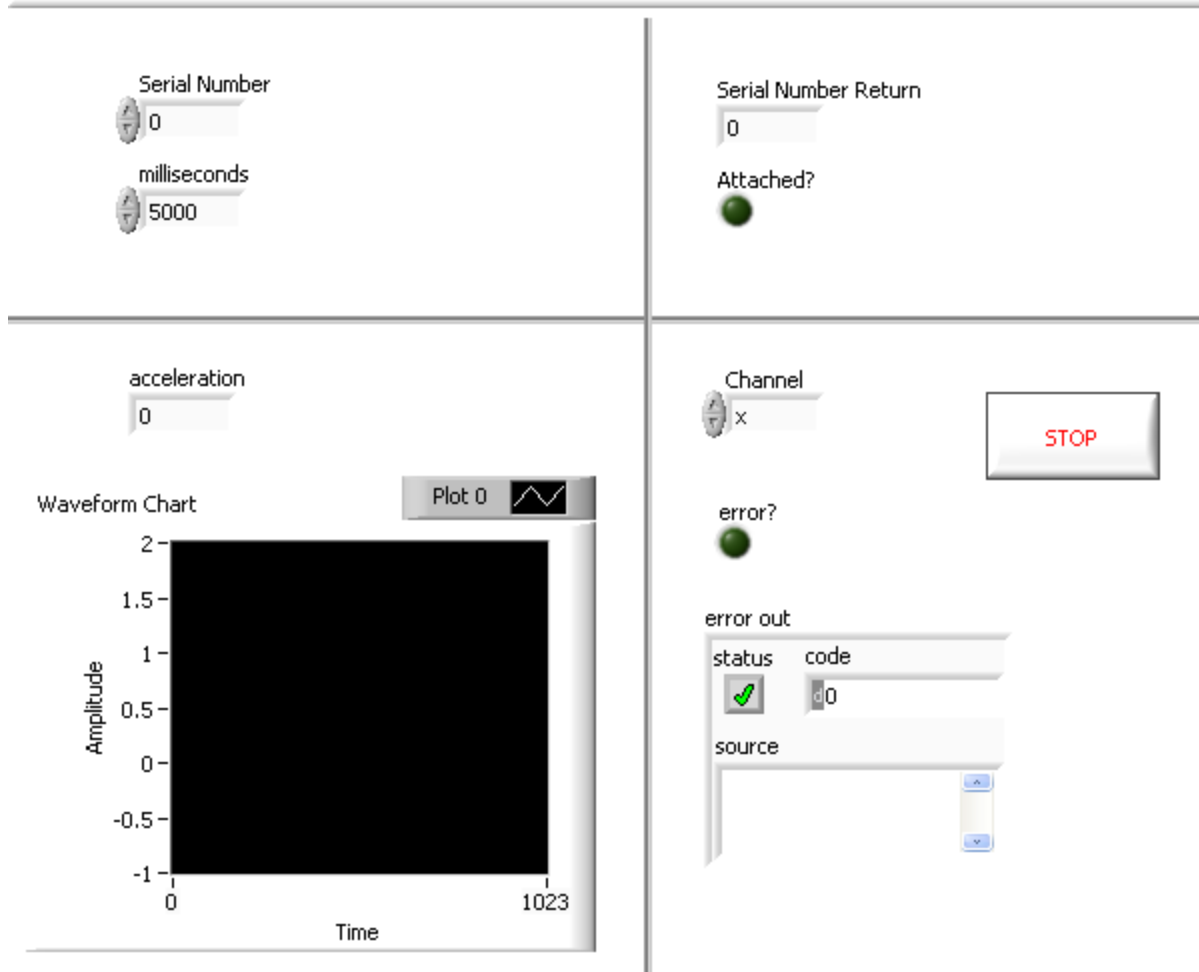 Serial Number
0
milliseconds
5000
Serial Number Return
0
Attached?
acceleration
0
Waveform Chart
Plot 0
2
1.5
1
0.5
0
-0.5
-1
Amplitude
0
1023
Time
Channel
x
STOP
error?
error out
status
code
d0
source